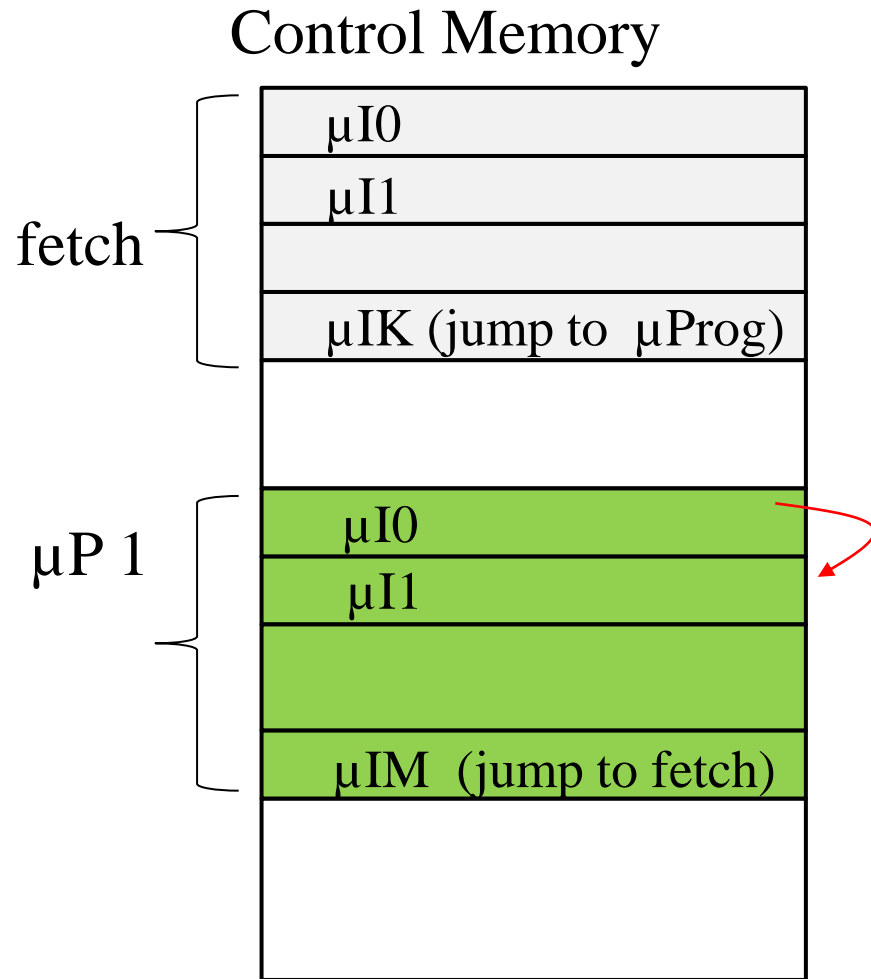 Control Memory
µI0
µI1
fetch
µIK (jump to µProg)
µI0
µP 1
µI1
µIM (jump to fetch)